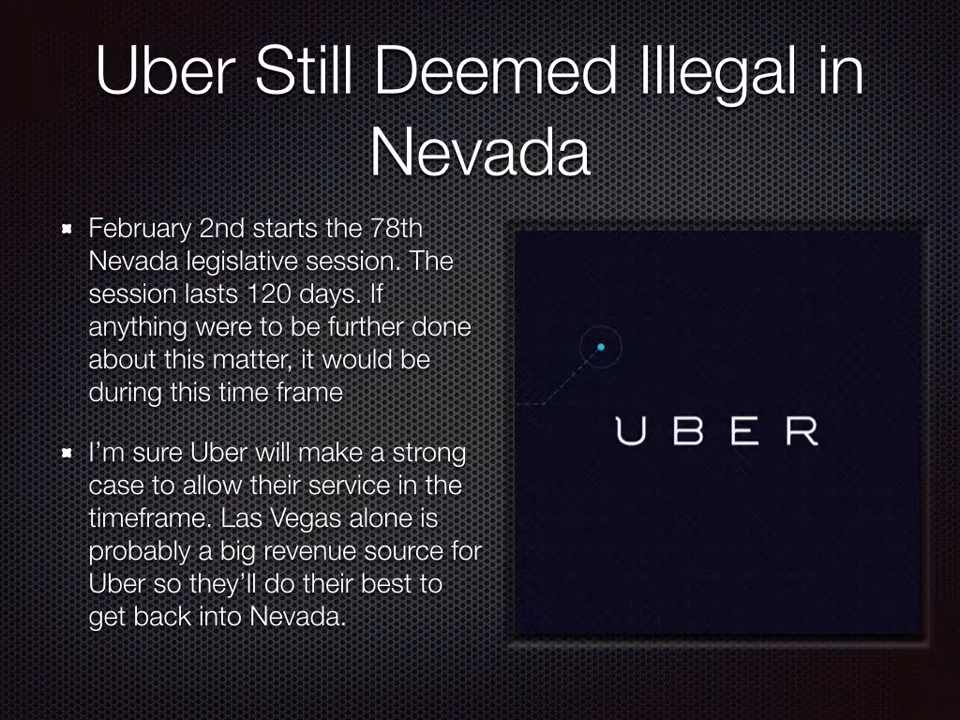 Uber Still Deemed Illegal in
Nevada
February 2nd starts the 78th
Nevada legislative session. The
session lasts 120 days. If
anything were to be further done
about this matter, it would be
during this time frame
I'm sure Uber will make a strong
case to allow their service in the
timeframe. Las Vegas alone is
probably a big revenue source for
Uber so they'll do their best to
get back into Nevada.
UBER